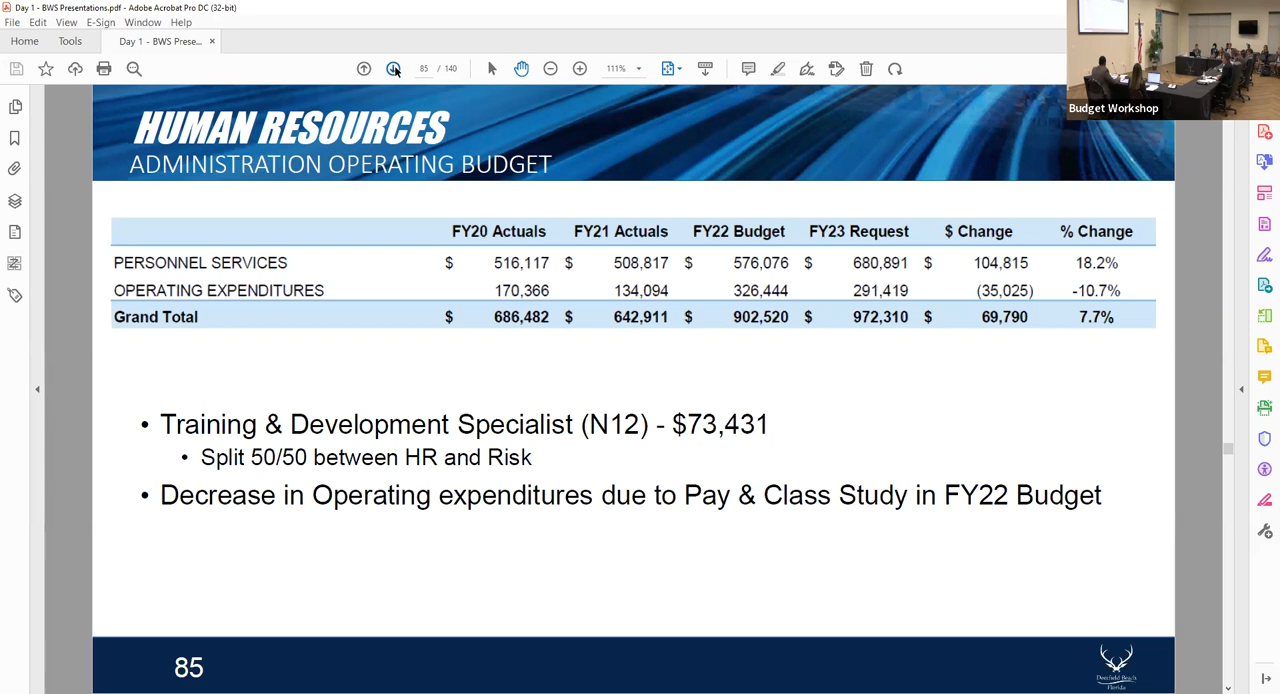 Day 1 - BWS Presentations.pdf - Adobe Acrobat Pro DC (32-bit)
File Edit View E-Sign Window Help
Home Tools Day 1 - BWS Prese... ×
85 / 140 111%
Budget Workshop
HUMAN RESOURCES
ADMINISTRATION OPERATING BUDGET
FY20 Actuals FY21 Actuals FY22 Budget FY23 Request $ Change % Change
PERSONNEL SERVICES $ 516,117 $ 508,817 $ 576,076 $ 680,891 $ 104,815 18.2%
OPERATING EXPENDITURES 170,366 134,094 326,444 291,419 (35,025) -10.7%
Grand Total $ 686,482 $ 642,911 $ 902,520 $ 972,310 $ 69,790 7.7%
• Training & Development Specialist (N12) - $73,431
• Split 50/50 between HR and Risk
• Decrease in Operating expenditures due to Pay & Class Study in FY22 Budget
85
Deerfield Beach
Florida